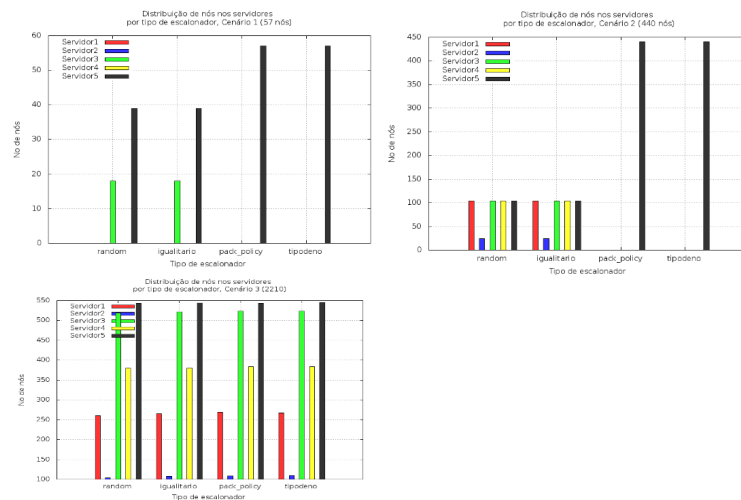 Distribuição de nós nos servidores
por tipo de escalonador, Cenário 1 (57 nós)
60
50
40
30
20
10
0
No de nós
Servidor1
Servidor2
Servidor3
Servidor4
Servidor5
random
igualitario
pack_policy
tipodeno
Tipo de escalonador
Distribuição de nós nos servidores
por tipo de escalonador, Cenário 2 (440 nós)
450
400
350
300
250
200
150
100
50
0
No de nós
Servidor1
Servidor2
Servidor3
Servidor4
Servidor5
random
igualitario
pack_policy
tipodeno
Tipo de escalonador
Distribuição de nós nos servidores
por tipo de escalonador, Cenário 3 (2210)
550
500
450
400
350
300
250
200
150
100
No de nós
Servidor1
Servidor2
Servidor3
Servidor4
Servidor5
random
igualitario
pack_policy
tipodeno
Tipo de escalonador